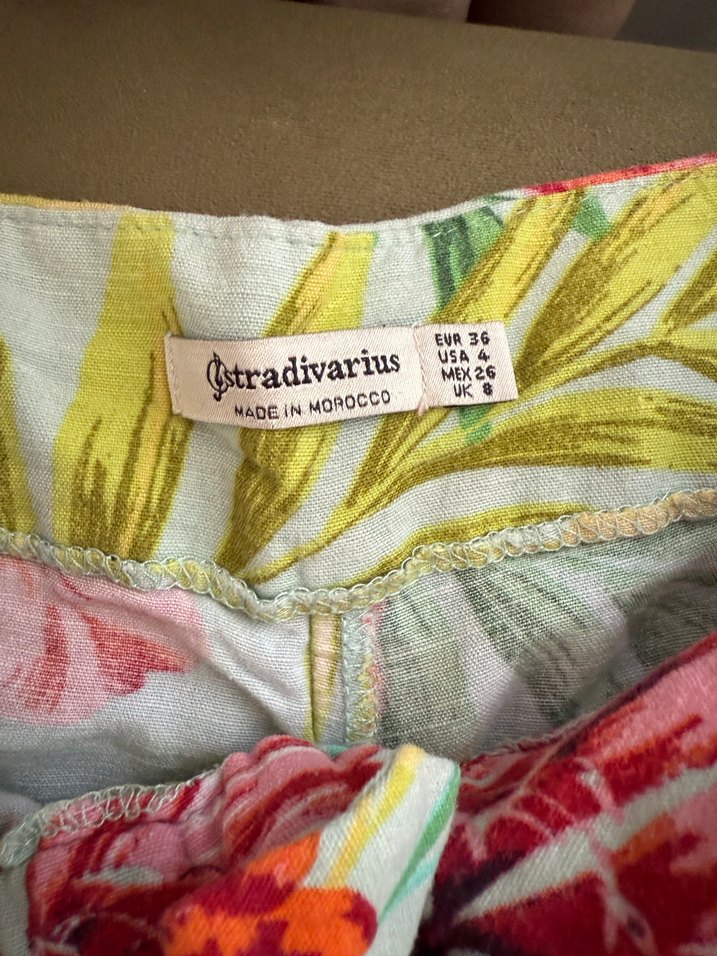 stradivarius
MADE IN MOROCCO
EUR 36
USA 4
MEX 26
UK 8